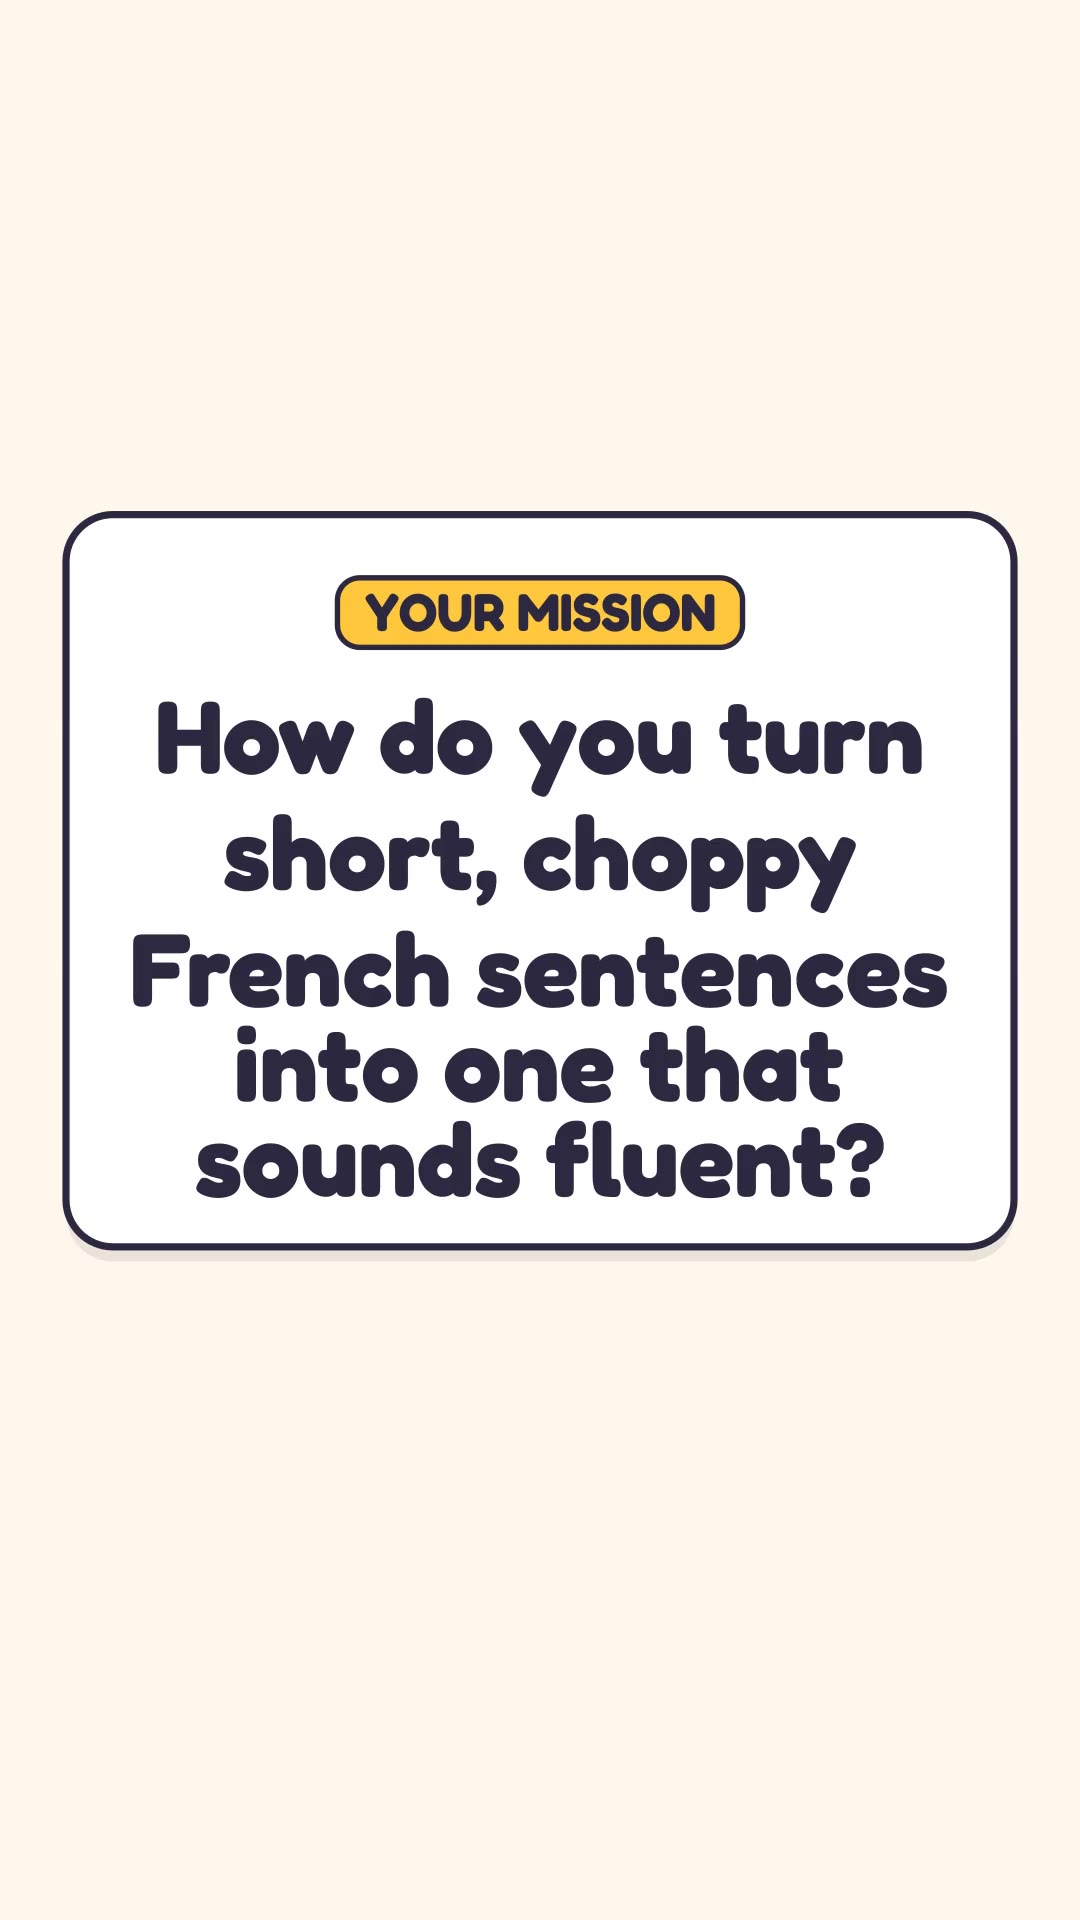 YOUR MISSION
How do you turn
short, choppy
French sentences
into one that
sounds fluent?